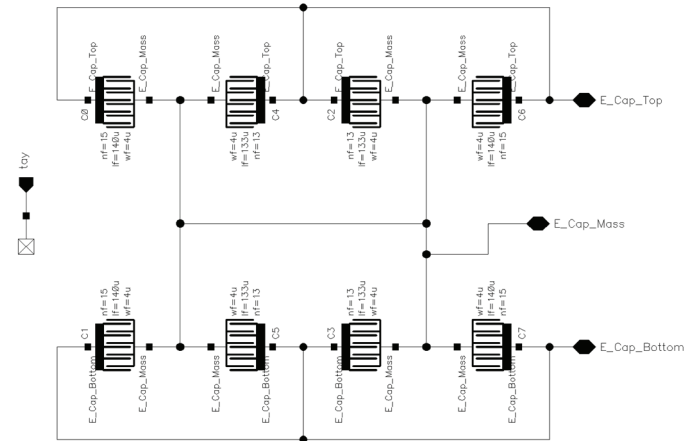 E_Cap_Top
E_Cap_Mass
E_Cap_Mass
E_Cap_Top
E_Cap_Top
E_Cap_Mass
E_Cap_Mass
E_Cap_Top
C0
C4
C2
C6
E_Cap_Top
nf=15
lf=140u
wf=4u
wf=4u
lf=133u
nf=13
nf=13
lf=133u
wf=4u
wf=4u
lf=140u
nf=15
tay
E_Cap_Mass
nf=15
lf=140u
wf=4u
wf=4u
lf=133u
nf=13
nf=13
lf=133u
wf=4u
wf=4u
lf=140u
nf=15
C1
C5
C3
C7
E_Cap_Bottom
E_Cap_Bottom
E_Cap_Mass
E_Cap_Mass
E_Cap_Bottom
E_Cap_Bottom
E_Cap_Mass
E_Cap_Mass
E_Cap_Bottom